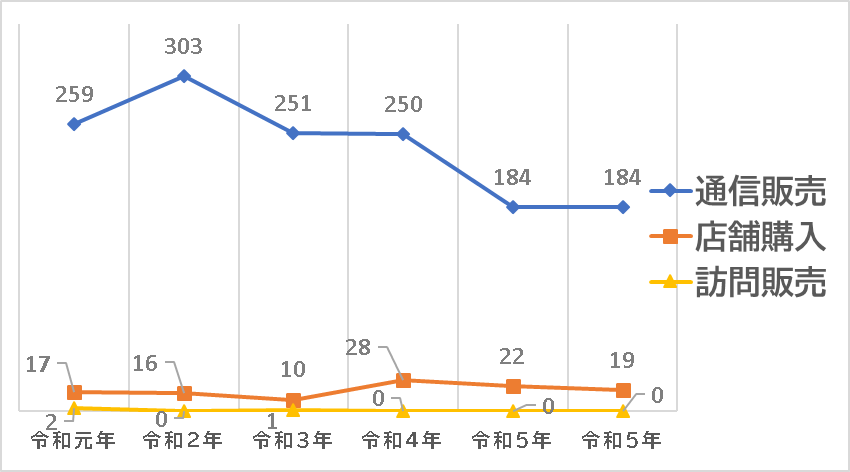 303
259
251
250
184
184
通信販売
店舗購入
訪問販売
17
16
10
28
22
19
2
0
1
0
0
0
令和元年
令和2年
令和3年
令和4年
令和5年
令和5年